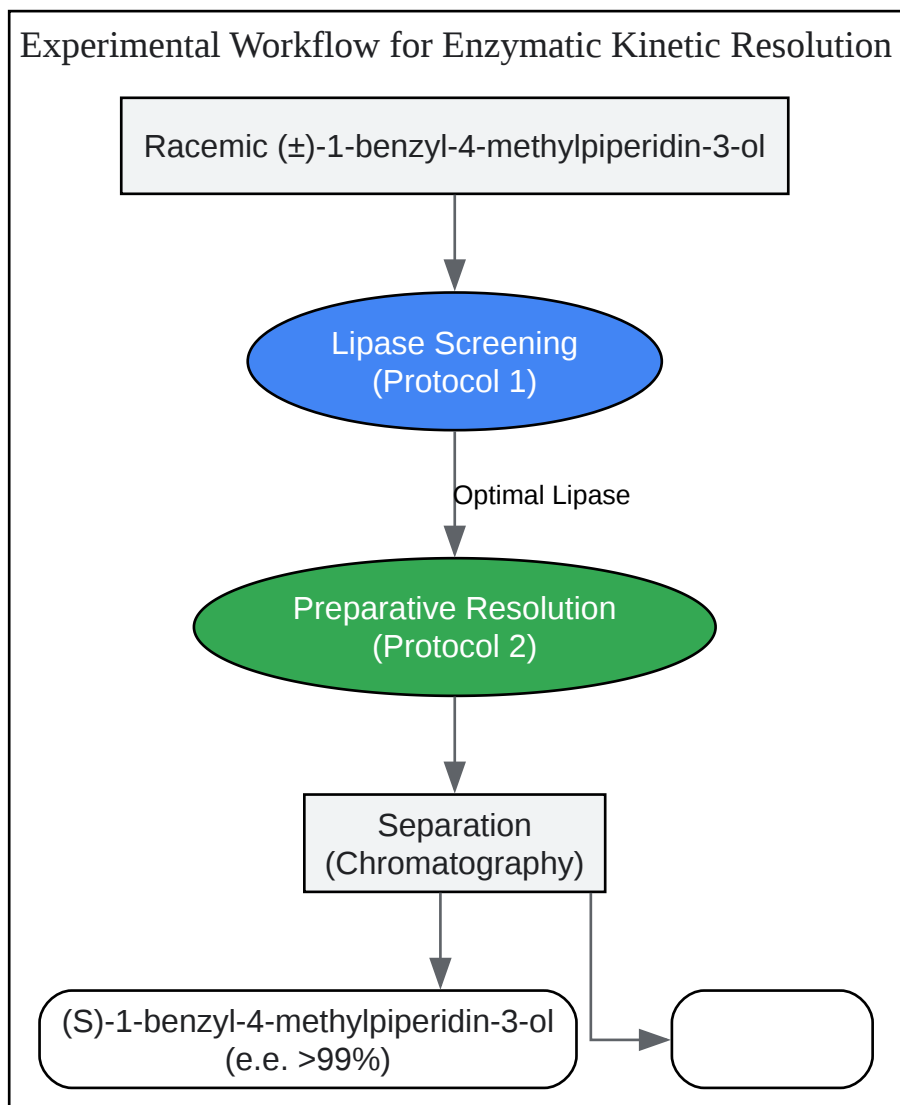 Experimental Workflow for Enzymatic Kinetic Resolution
Racemic (±)-1-benzyl-4-methylpiperidin-3-ol
Lipase Screening
(Protocol 1)
Optimal Lipase
Preparative Resolution
(Protocol 2)
Separation
(Chromatography)
(S)-1-benzyl-4-methylpiperidin-3-ol
(e.e. >99%)